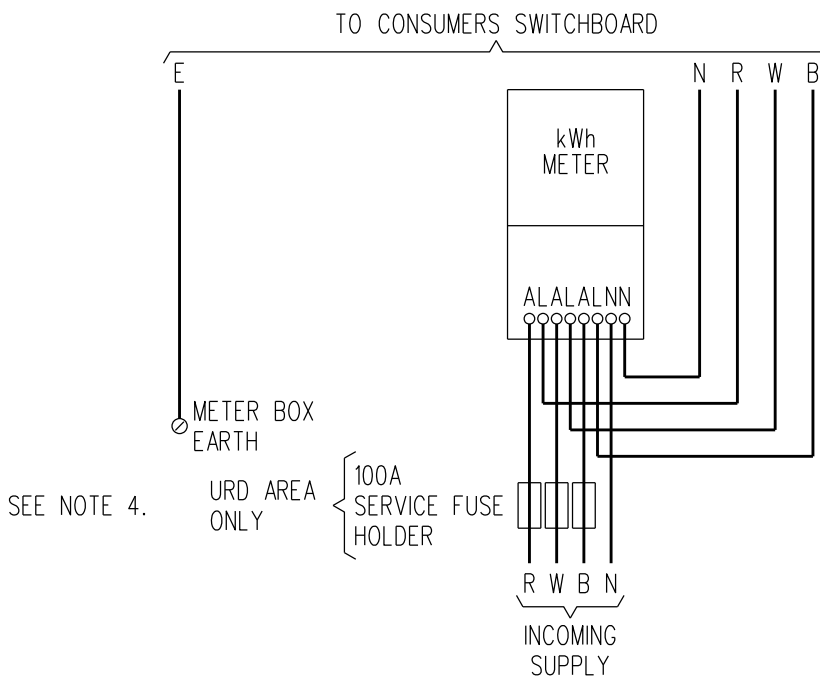 TO CONSUMERS SWITCHBOARD
E
N R W B
kWh
METER
ALALALNN
METER BOX
EARTH
SEE NOTE 4.
URD AREA
ONLY
100A
SERVICE FUSE
HOLDER
R W B N
INCOMING
SUPPLY